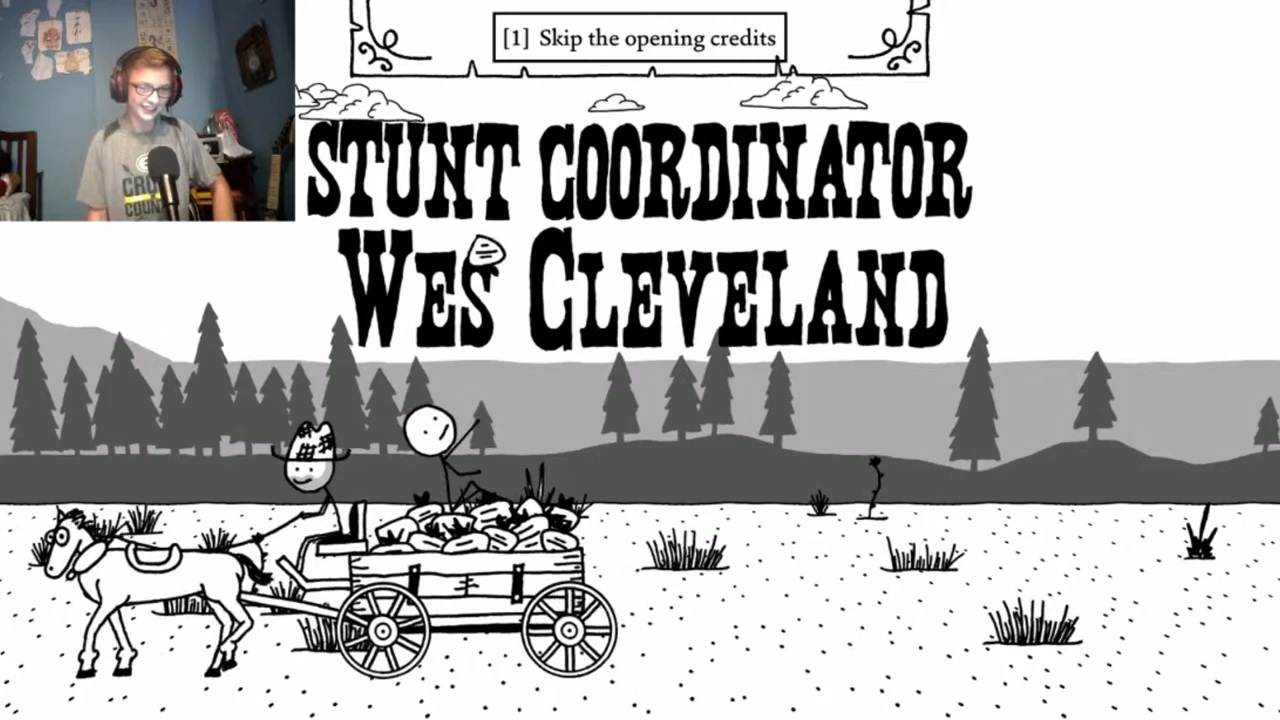 [1] Skip the opening credits
STUNT COORDINATOR
WES CLEVELAND